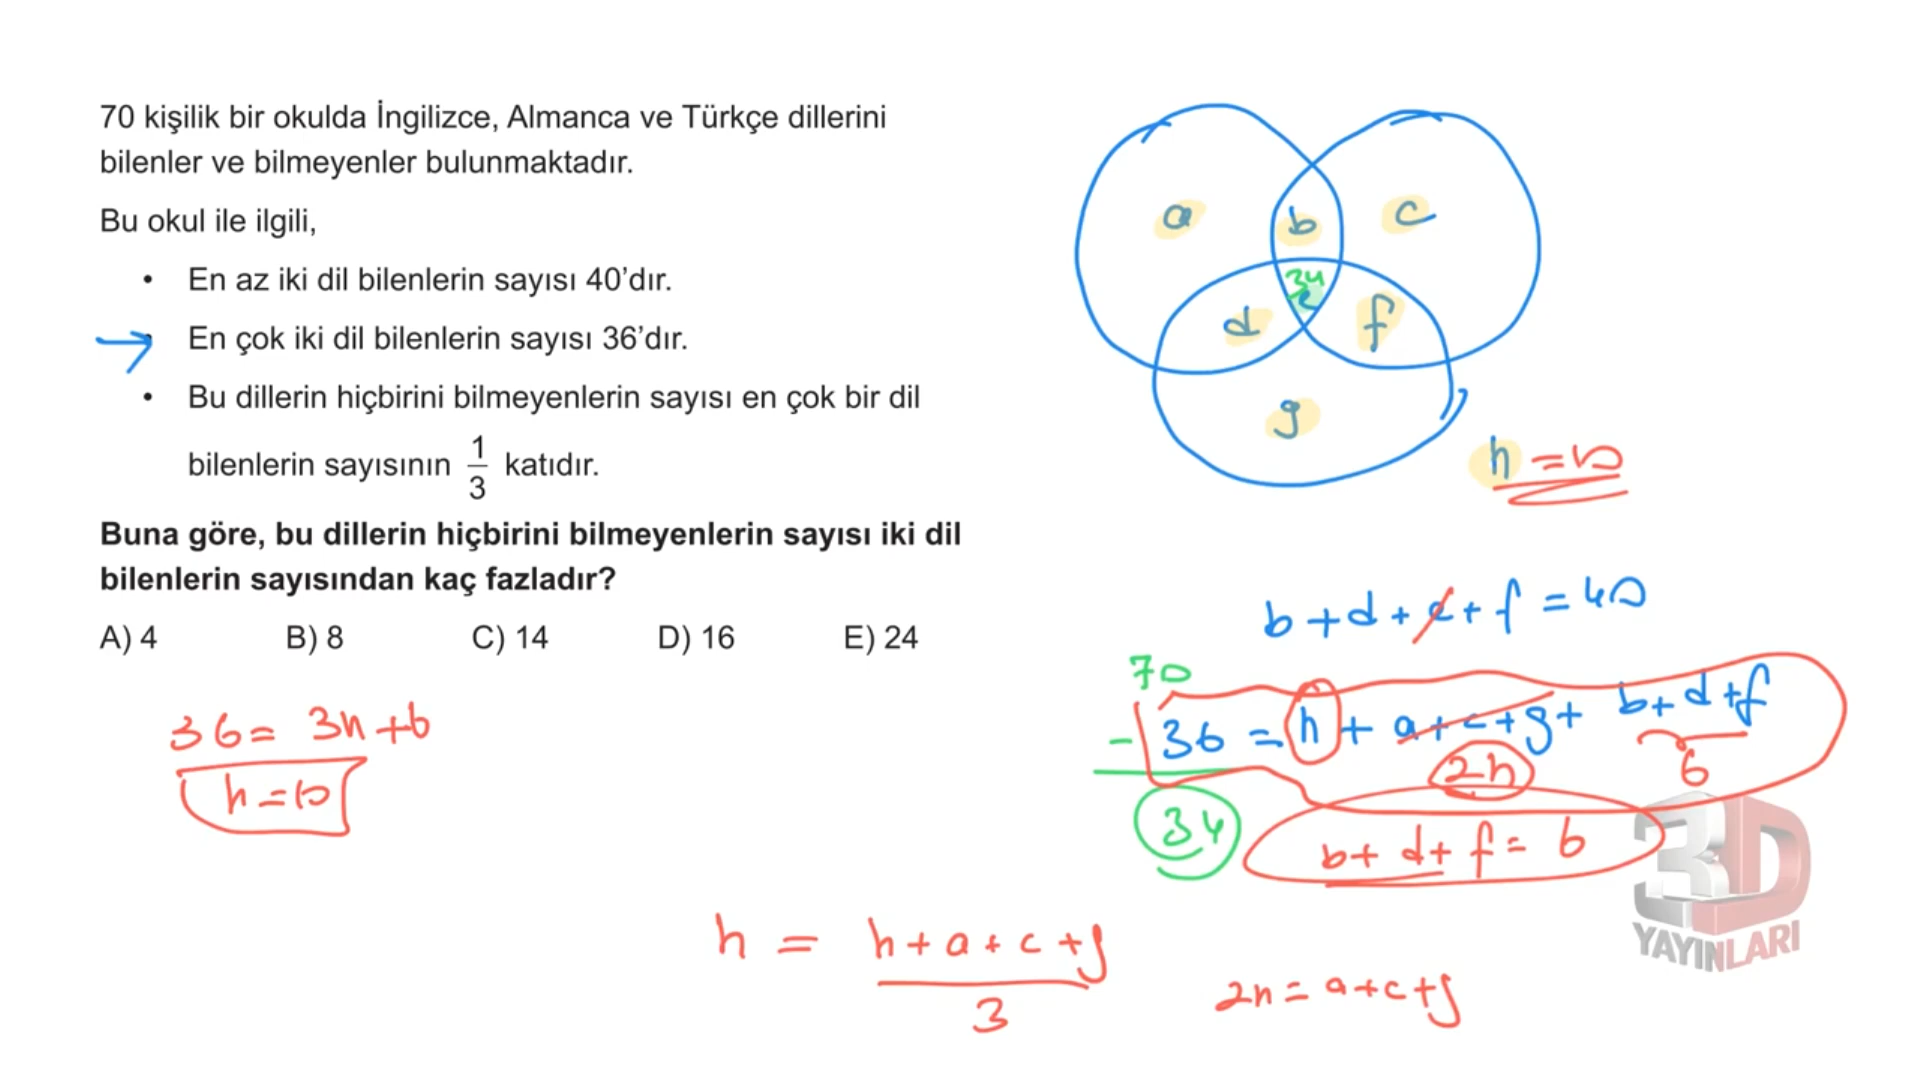 70 kişilik bir okulda İngilizce, Almanca ve Türkçe dillerini
bilenler ve bilmeyenler bulunmaktadır.
Bu okul ile ilgili,
• En az iki dil bilenlerin sayısı 40’dır.
En çok iki dil bilenlerin sayısı 36’dır.
• Bu dillerin hiçbirini bilmeyenlerin sayısı en çok bir dil
bilenlerin sayısının 1/3 katıdır.
Buna göre, bu dillerin hiçbirini bilmeyenlerin sayısı iki dil
bilenlerin sayısından kaç fazladır?
A) 4 B) 8 C) 14 D) 16 E) 24
36 = 3h + 6
h = 10
a
b
c
34
e
d
f
g
h = 10
b + d + e + f = 40
70
- 36 = h + a + c + g + b + d + f
2h
6
34
b + d + f = 6
h = h + a + c + g
3
2h = a + c + g
3D
YAYINLARI